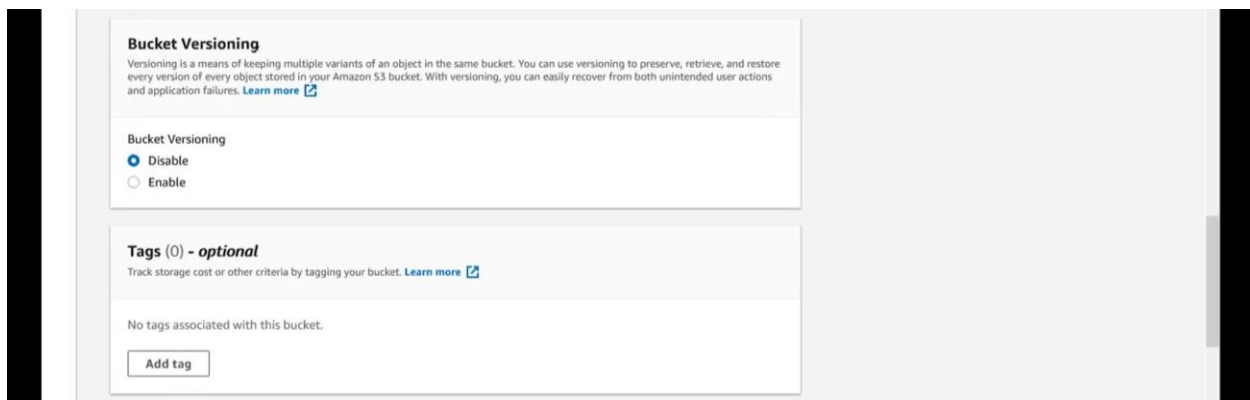 Bucket Versioning
Versioning is a means of keeping multiple variants of an object in the same bucket. You can use versioning to preserve, retrieve, and restore
every version of every object stored in your Amazon S3 bucket. With versioning, you can easily recover from both unintended user actions
and application failures. Learn more
Bucket Versioning
Disable
Enable
Tags (0) - optional
Track storage cost or other criteria by tagging your bucket. Learn more
No tags associated with this bucket.
Add tag